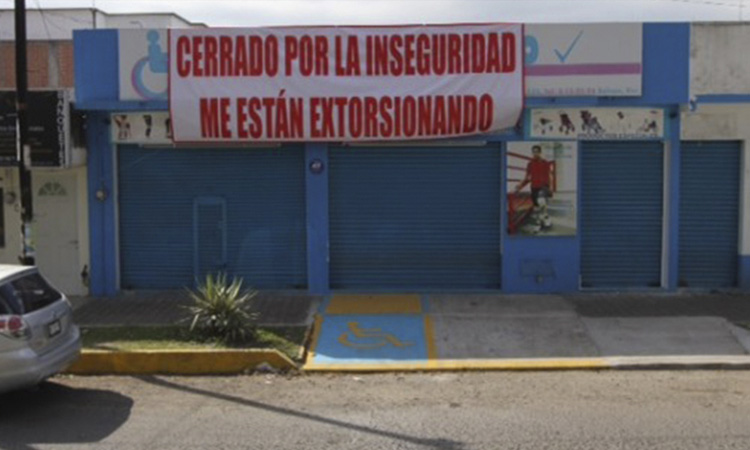 CERRADO POR LA INSEGURIDAD
ME ESTÁN EXTORSIONANDO